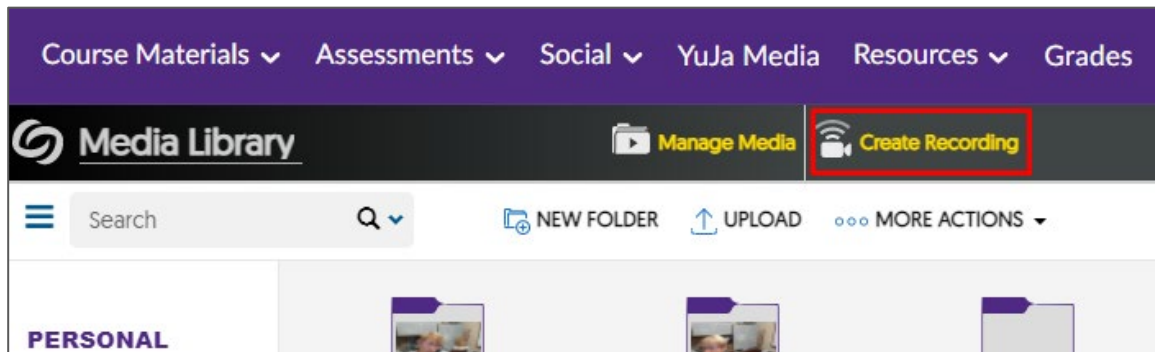 Course Materials Assessments Social YuJa Media Resources Grades
Media Library Manage Media Create Recording
Search NEW FOLDER UPLOAD MORE ACTIONS
PERSONAL